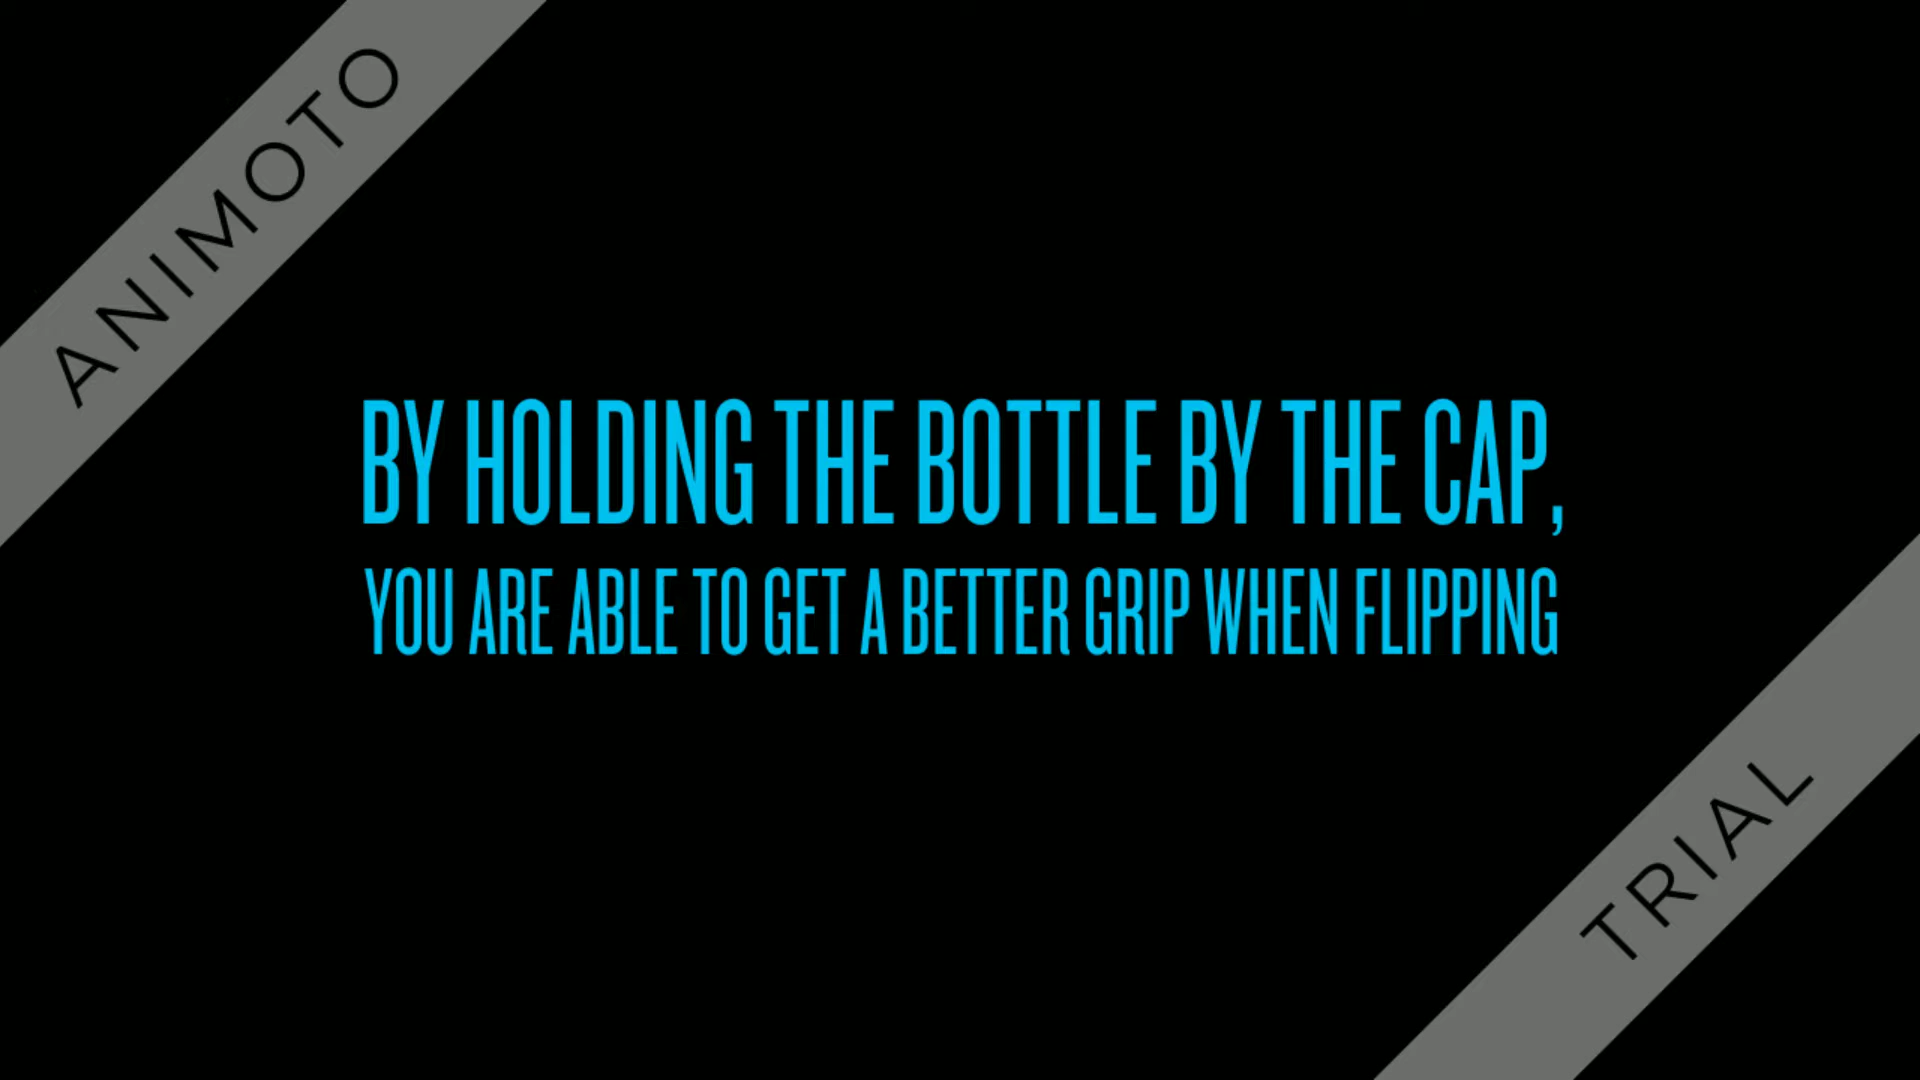 ANIMOTO
BY HOLDING THE BOTTLE BY THE CAP,
YOU ARE ABLE TO GET A BETTER GRIP WHEN FLIPPING
TRIAL